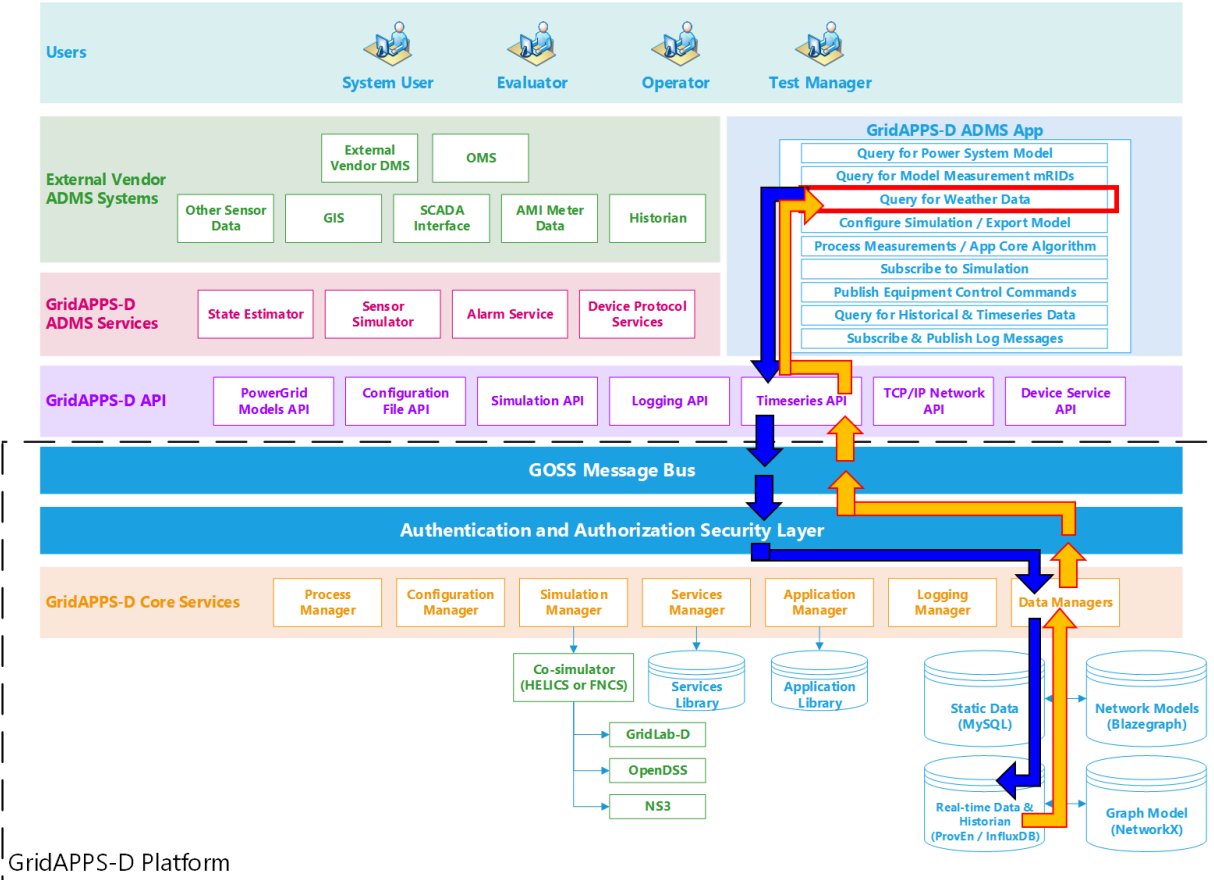 Users
System User
Evaluator
Operator
Test Manager
External Vendor
ADMS Systems
External
Vendor DMS
OMS
Other Sensor
Data
GIS
SCADA
Interface
AMI Meter
Data
Historian
GridAPPS-D ADMS App
Query for Power System Model
Query for Model Measurement mRIDs
Query for Weather Data
Configure Simulation / Export Model
Process Measurements / App Core Algorithm
Subscribe to Simulation
Publish Equipment Control Commands
Query for Historical & Timeseries Data
Subscribe & Publish Log Messages
GridAPPS-D
ADMS Services
State Estimator
Sensor
Simulator
Alarm Service
Device Protocol
Services
GridAPPS-D API
PowerGrid
Models API
Configuration
File API
Simulation API
Logging API
Timeseries API
TCP/IP Network
API
Device Service
API
GOSS Message Bus
Authentication and Authorization Security Layer
GridAPPS-D Core Services
Process
Manager
Configuration
Manager
Simulation
Manager
Services
Manager
Application
Manager
Logging
Manager
Data Managers
Co-simulator
(HELICS or FNCS)
Services
Library
Application
Library
Static Data
(MySQL)
Network Models
(Blazegraph)
GridLab-D
OpenDSS
NS3
Real-time Data &
Historian
(ProvEn / InfluxDB)
Graph Model
(NetworkX)
GridAPPS-D Platform